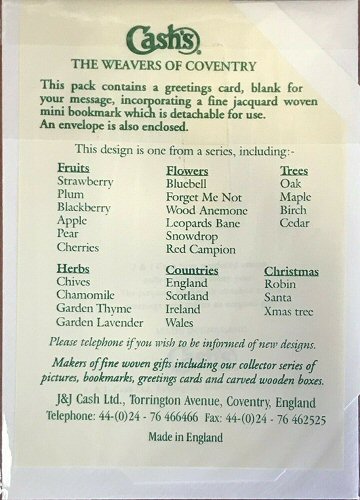 Cash's
THE WEAVERS OF COVENTRY
This pack contains a greetings card, blank for
your message, incorporating a fine jacquard woven
mini bookmark which is detachable for use.
An envelope is also enclosed.
This design is one from a series, including:-
Fruits
Strawberry
Plum
Blackberry
Apple
Pear
Cherries
Flowers
Bluebell
Forget Me Not
Wood Anemone
Leopards Bane
Snowdrop
Red Campion
Trees
Oak
Maple
Birch
Cedar
Herbs
Chives
Chamomile
Garden Thyme
Garden Lavender
Countries
England
Scotland
Ireland
Wales
Christmas
Robin
Santa
Xmas tree
Please telephone if you wish to be informed of new designs.
Makers of fine woven gifts including our collector series of
pictures, bookmarks, greetings cards and carved wooden boxes.
J&J Cash Ltd., Torrington Avenue, Coventry, England
Telephone: 44-(0)24 - 76 466466 Fax: 44-(0)24 - 76 462525
Made in England